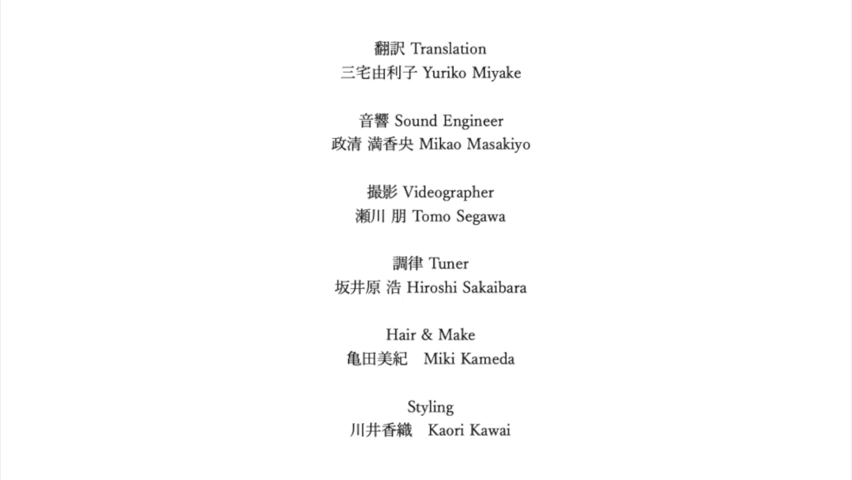 翻訳 Translation
三宅由利子 Yuriko Miyake
音響 Sound Engineer
政清 満香央 Mikao Masakiyo
撮影 Videographer
瀬川 朋 Tomo Segawa
調律 Tuner
坂井原 浩 Hiroshi Sakaibara
Hair & Make
亀田美紀　Miki Kameda
Styling
川井香織　Kaori Kawai